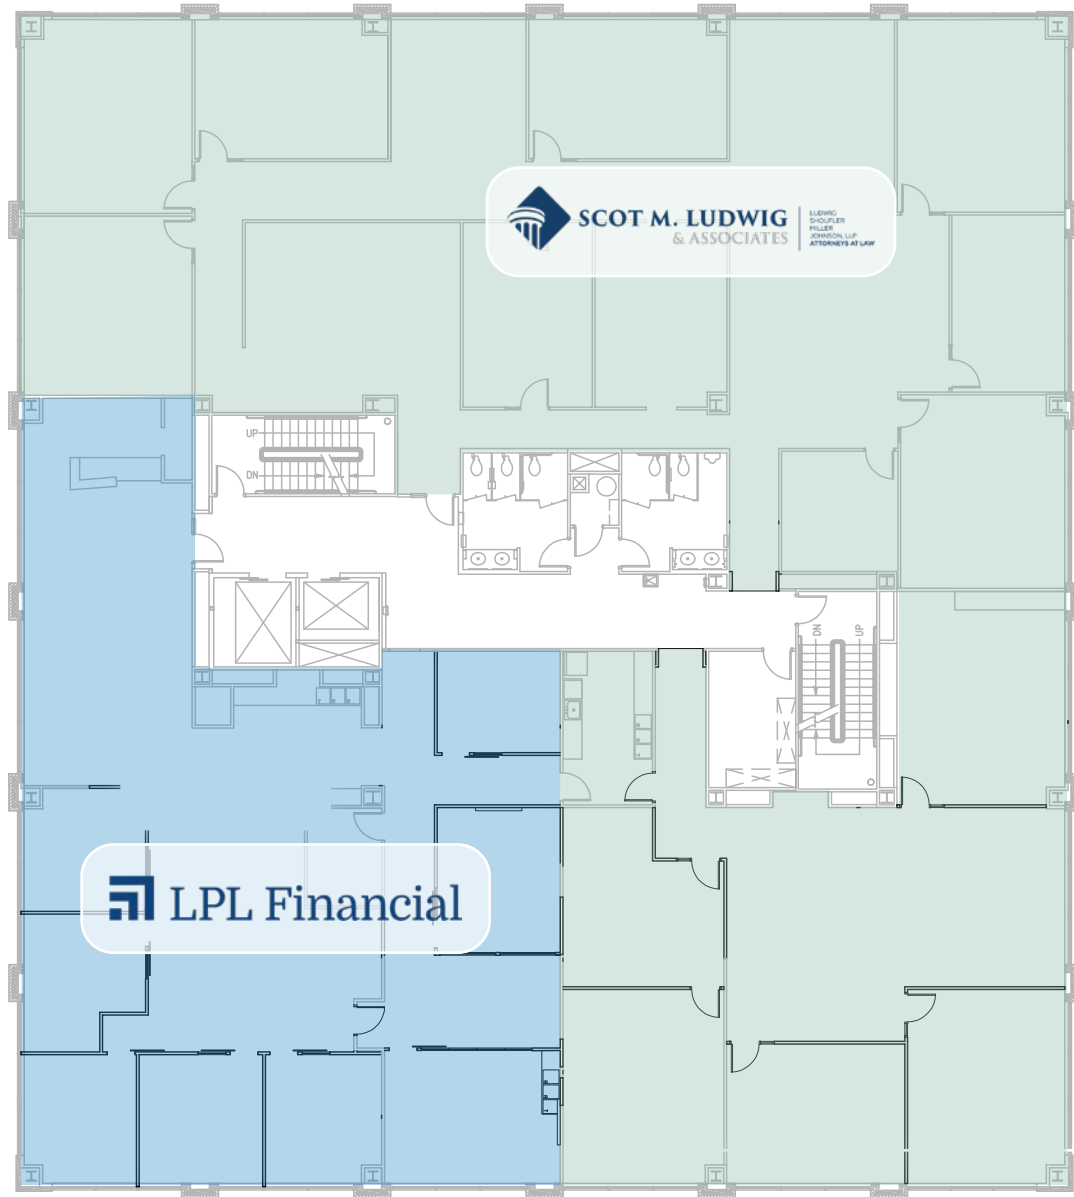 SCOT M. LUDWIG
& ASSOCIATES
LUDWIG
SHOUFLER
MILLER
JOHNSON, LLP
ATTORNEYS AT LAW
UP
DN
DN
UP
LPL Financial